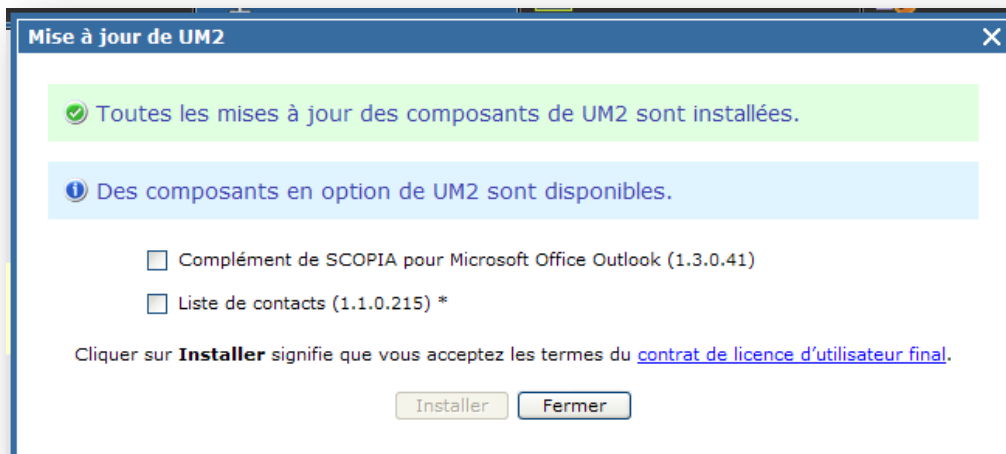 Mise à jour de UM2
Toutes les mises à jour des composants de UM2 sont installées.
Des composants en option de UM2 sont disponibles.
Complément de SCOPIA pour Microsoft Office Outlook (1.3.0.41)
Liste de contacts (1.1.0.215) *
Cliquer sur Installer signifie que vous acceptez les termes du contrat de licence d’utilisateur final.
Installer Fermer